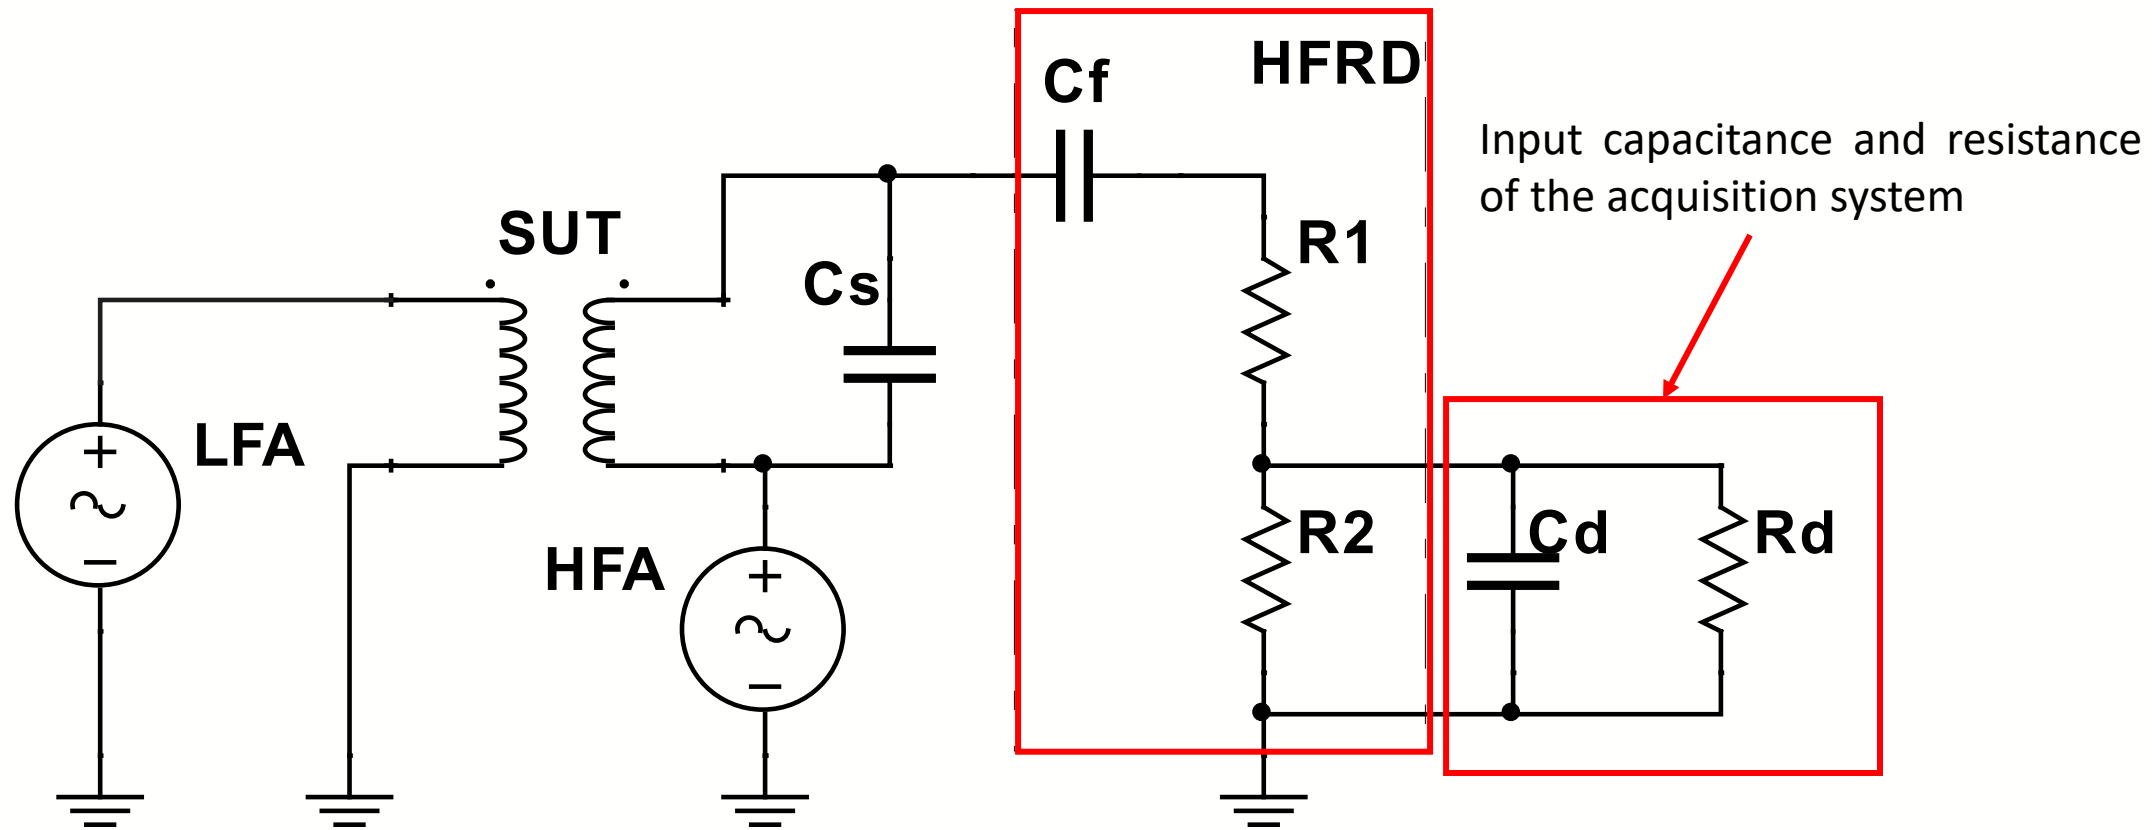 HFRD
Cf
Input capacitance and resistance
of the acquisition system
SUT
R1
Cs
LFA
R2
Cd
Rd
HFA